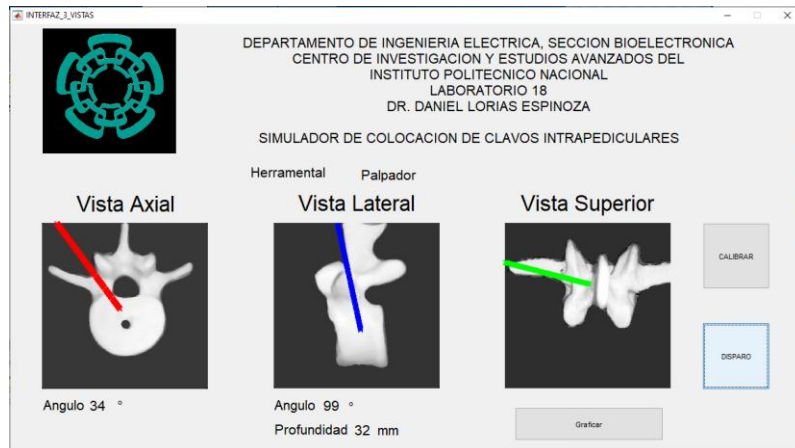 INTERFAZ_3_VISTAS
DEPARTAMENTO DE INGENIERIA ELECTRICA, SECCION BIOELECTRONICA
CENTRO DE INVESTIGACION Y ESTUDIOS AVANZADOS DEL
INSTITUTO POLITECNICO NACIONAL
LABORATORIO 18
DR. DANIEL LORIAS ESPINOZA
SIMULADOR DE COLOCACION DE CLAVOS INTRAPEDICULARES
Herramental Palpador
Vista Axial Vista Lateral Vista Superior
CALIBRAR
DISPARO
Angulo 34 ° Angulo 99 °
Profundidad 32 mm
Graficar